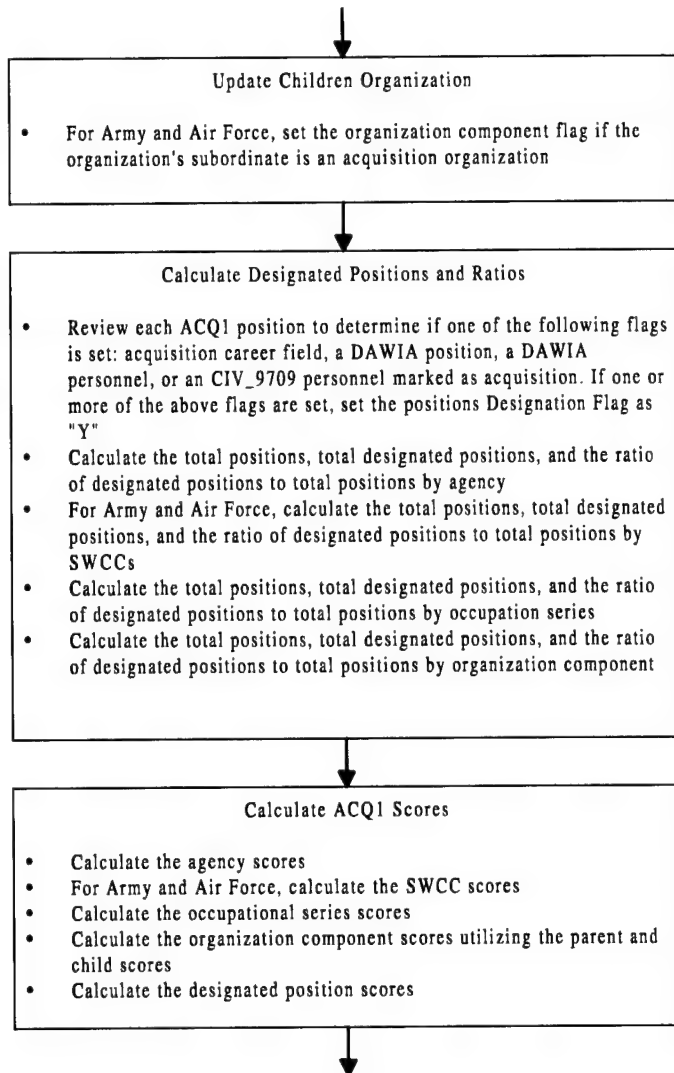 Update Children Organization
• For Army and Air Force, set the organization component flag if the
organization's subordinate is an acquisition organization
Calculate Designated Positions and Ratios
• Review each ACQ1 position to determine if one of the following flags
is set: acquisition career field, a DAWIA position, a DAWIA
personnel, or an CIV_9709 personnel marked as acquisition. If one or
more of the above flags are set, set the positions Designation Flag as
"Y"
• Calculate the total positions, total designated positions, and the ratio
of designated positions to total positions by agency
• For Army and Air Force, calculate the total positions, total designated
positions, and the ratio of designated positions to total positions by
SWCCs
• Calculate the total positions, total designated positions, and the ratio
of designated positions to total positions by occupation series
• Calculate the total positions, total designated positions, and the ratio
of designated positions to total positions by organization component
Calculate ACQ1 Scores
• Calculate the agency scores
• For Army and Air Force, calculate the SWCC scores
• Calculate the occupational series scores
• Calculate the organization component scores utilizing the parent and
child scores
• Calculate the designated position scores